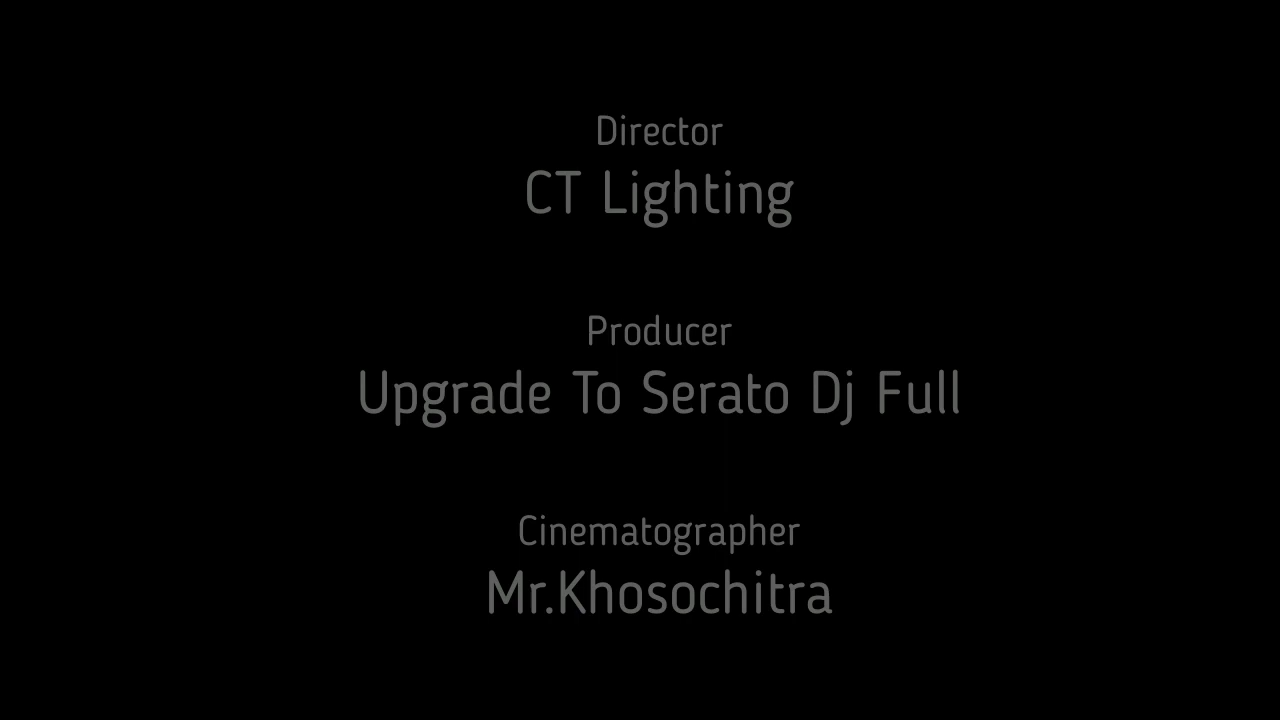 Director
CT Lighting
Producer
Upgrade To Serato Dj Full
Cinematographer
Mr.Khosochitra